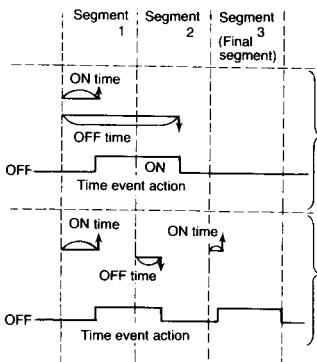 Segment 1
Segment 2
Segment 3
(Final segment)
ON time
OFF time
OFF
ON
Time event action
ON time
ON time
OFF time
OFF
Time event action